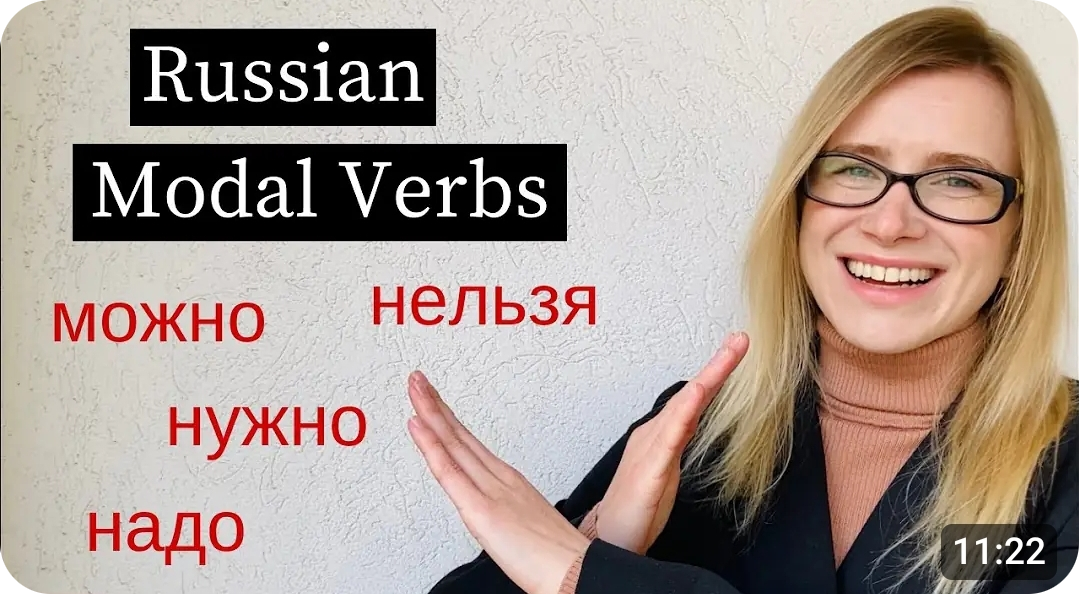 Russian
Modal Verbs
можно
нельзя
нужно
надо
11:22